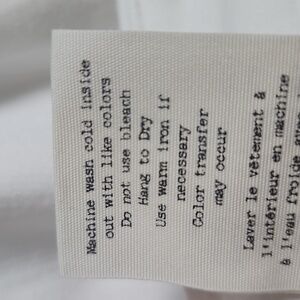 Machine wash cold inside
out with like colors
Do not use bleach
Hang to Dry
Use warm iron if
necessary
Color transfer
may occur
Laver le vêtement à
l'intérieur en machine
à l'eau froide avec